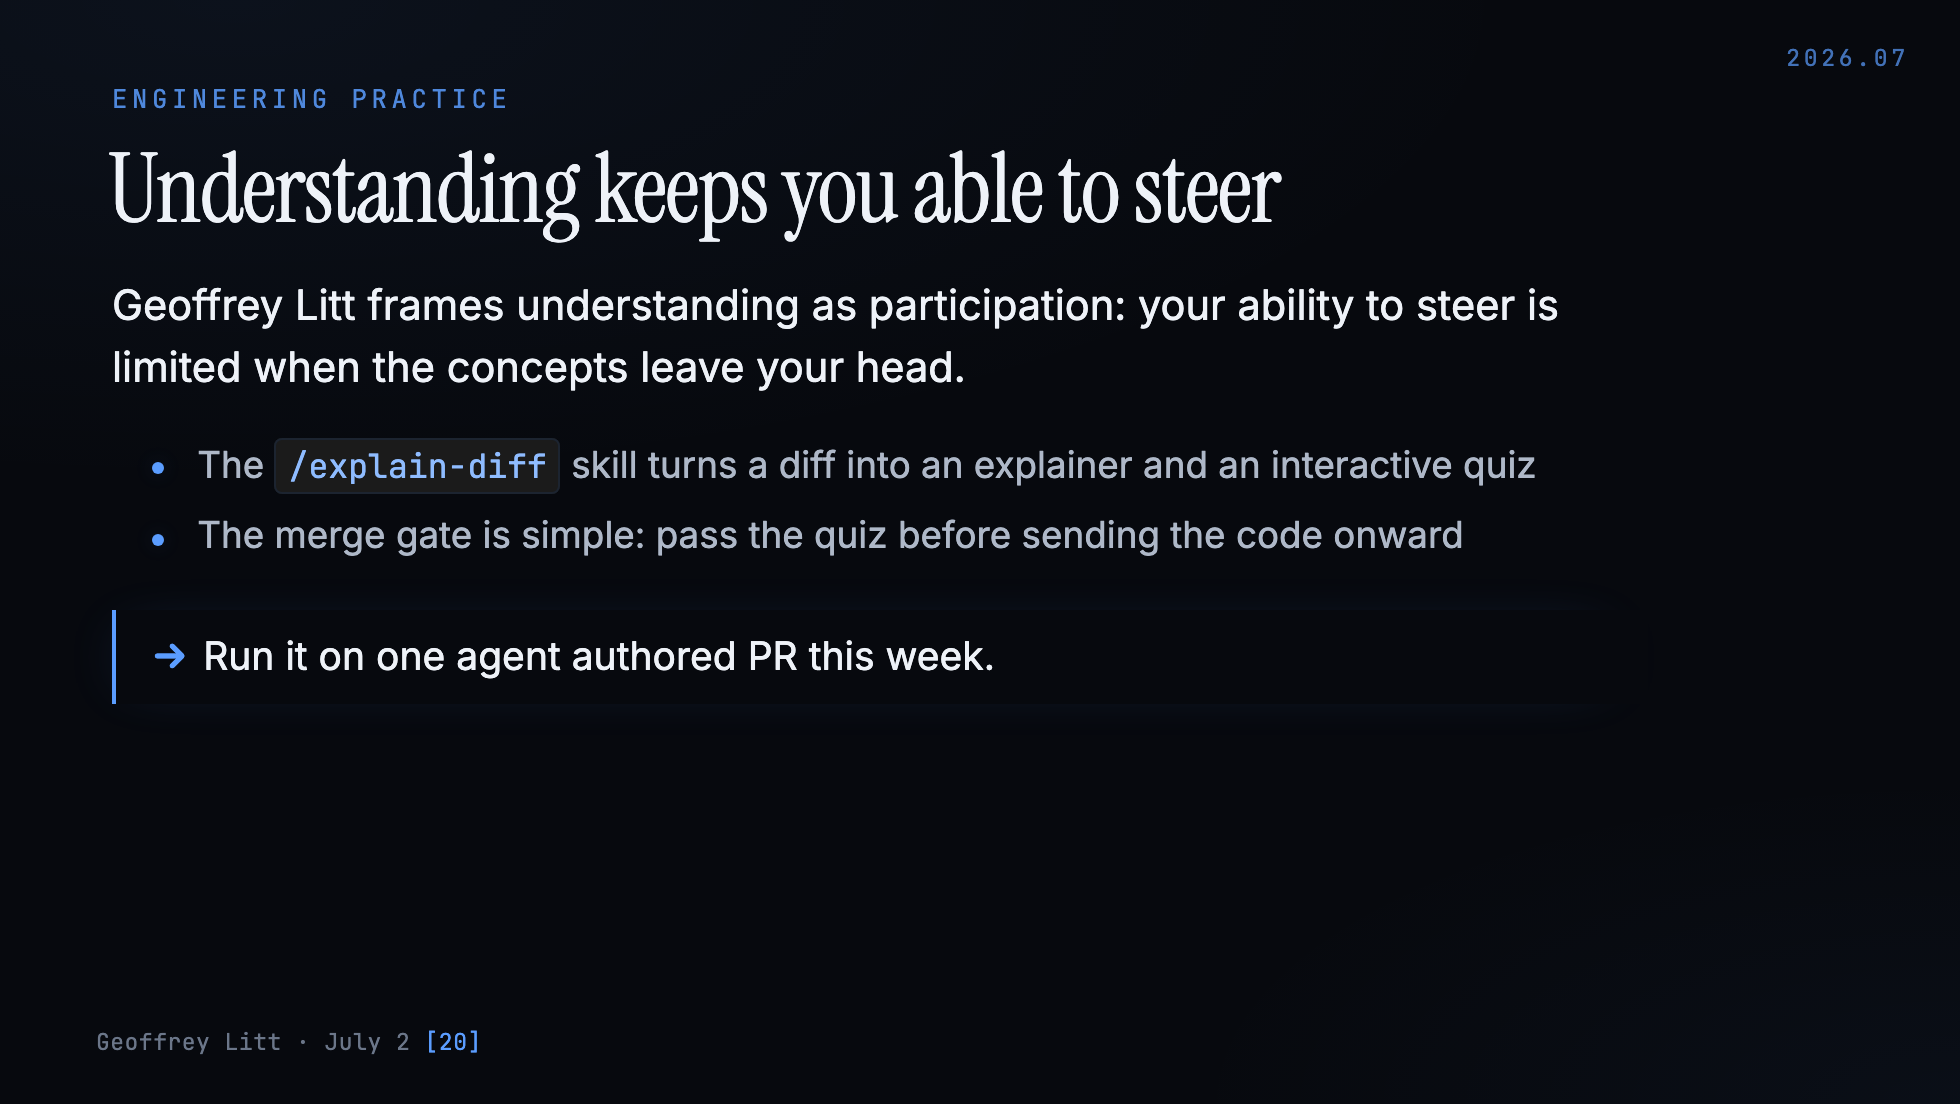 2026.07
ENGINEERING PRACTICE
Understanding keeps you able to steer
Geoffrey Litt frames understanding as participation: your ability to steer is
limited when the concepts leave your head.
• The /explain-diff skill turns a diff into an explainer and an interactive quiz
• The merge gate is simple: pass the quiz before sending the code onward
→ Run it on one agent authored PR this week.
Geoffrey Litt · July 2 [20]